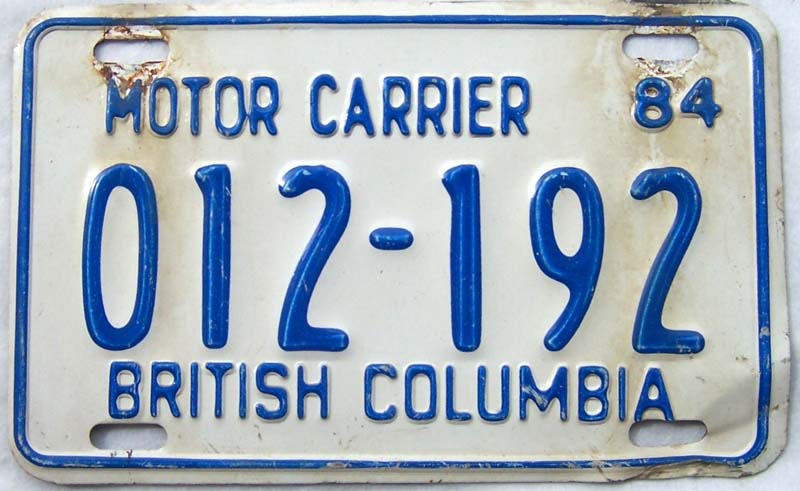 MOTOR CARRIER 84
012-192
BRITISH COLUMBIA